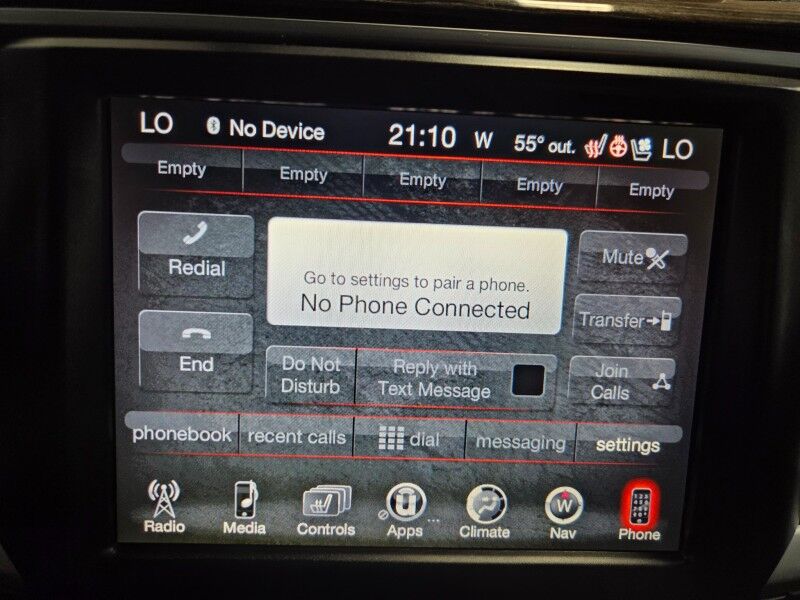 LO No Device 21:10 W 55° out. LO
Empty Empty Empty Empty Empty
Redial
Go to settings to pair a phone.
No Phone Connected
Mute
Transfer
End
Do Not
Disturb
Reply with
Text Message
Join
Calls
phonebook recent calls dial messaging settings
Radio Media Controls Apps ... Climate W Nav Phone